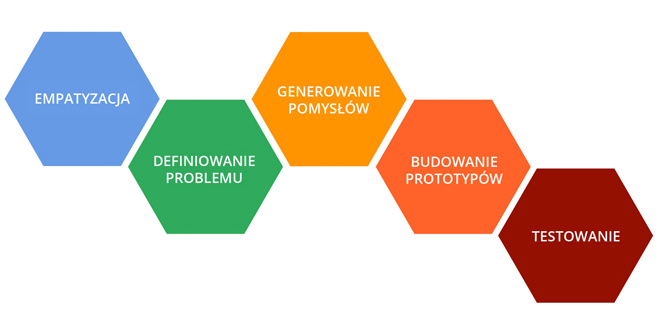 EMPATYZACJA
DEFINIOWANIE
PROBLEMU
GENEROWANIE
POMYSŁÓW
BUDOWANIE
PROTOTYPÓW
TESTOWANIE